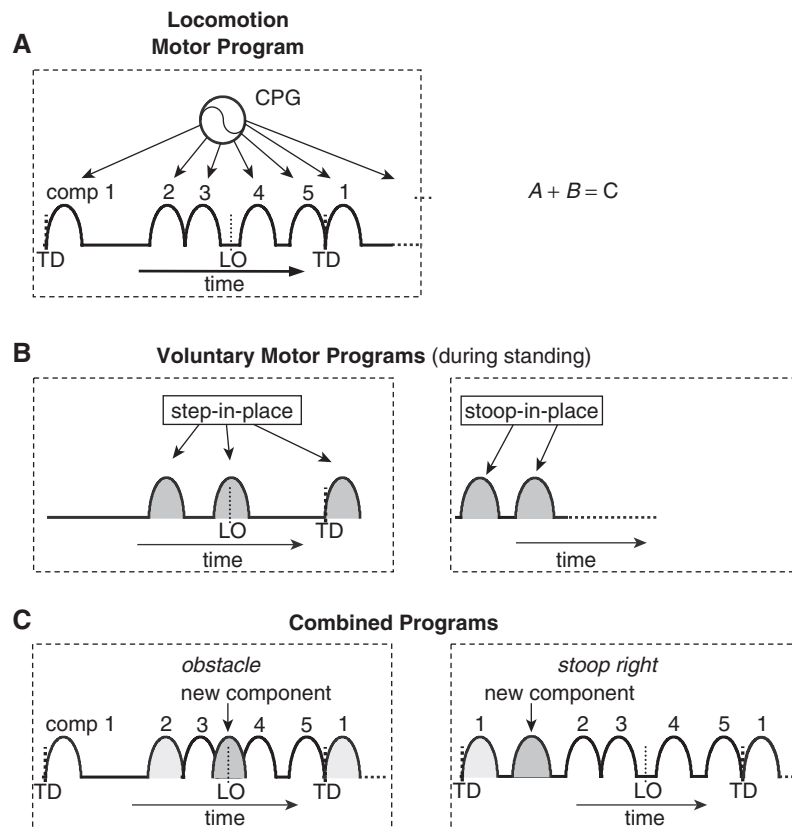 Locomotion
Motor Program
A
CPG
comp 1 2 3 4 5 1 ...
A + B = C
TD LO TD
time
B
Voluntary Motor Programs (during standing)
step-in-place
stoop-in-place
LO TD
time
time
C
Combined Programs
obstacle
new component
comp 1 2 3 4 5 1
TD LO TD
time
stoop right
new component
1 2 3 4 5 1
TD LO TD
time